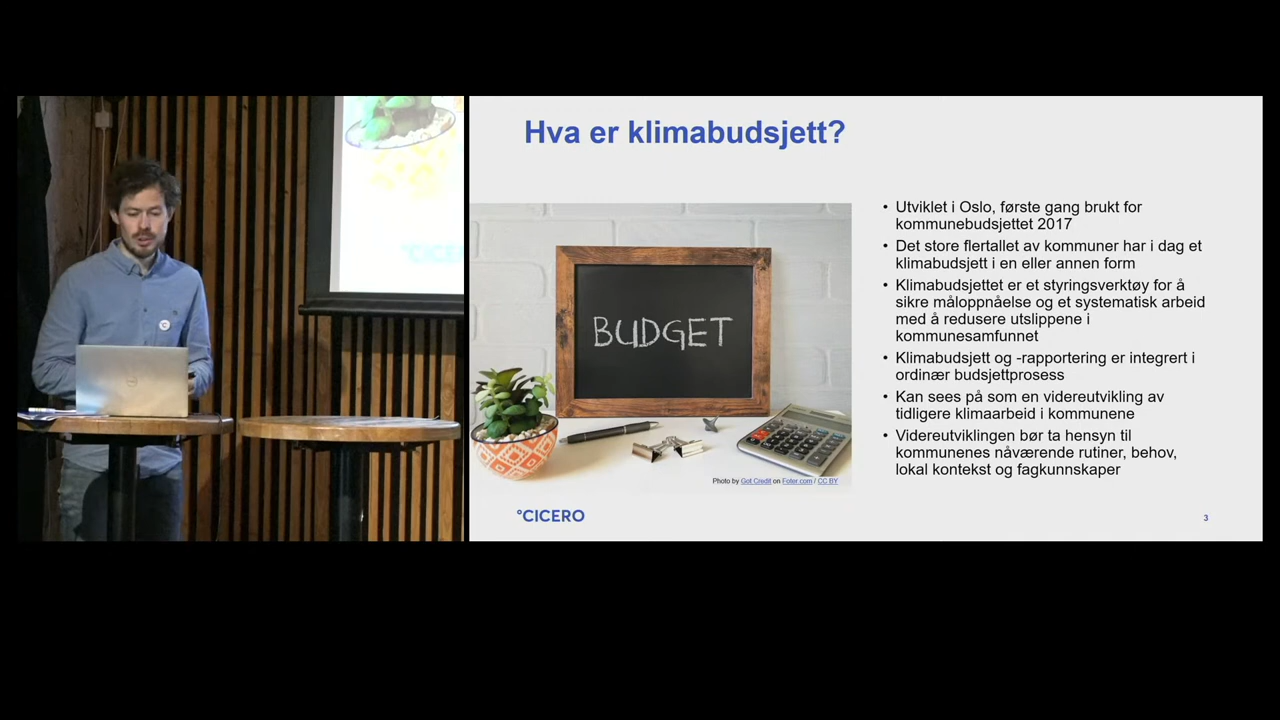 Hva er klimabudsjett?
BUDGET
Photo by Got Credit on Foter.com / CC BY
• Utviklet i Oslo, første gang brukt for
kommunebudsjettet 2017
• Det store flertallet av kommuner har i dag et
klimabudsjett i en eller annen form
• Klimabudsjettet er et styringsverktøy for å
sikre måloppnåelse og et systematisk arbeid
med å redusere utslippene i
kommunesamfunnet
• Klimabudsjett og -rapportering er integrert i
ordinær budsjettprosess
• Kan sees på som en videreutvikling av
tidligere klimaarbeid i kommunene
• Videreutviklingen bør ta hensyn til
kommunenes nåværende rutiner, behov,
lokal kontekst og fagkunnskaper
°CICERO
3
°CICE
DELL